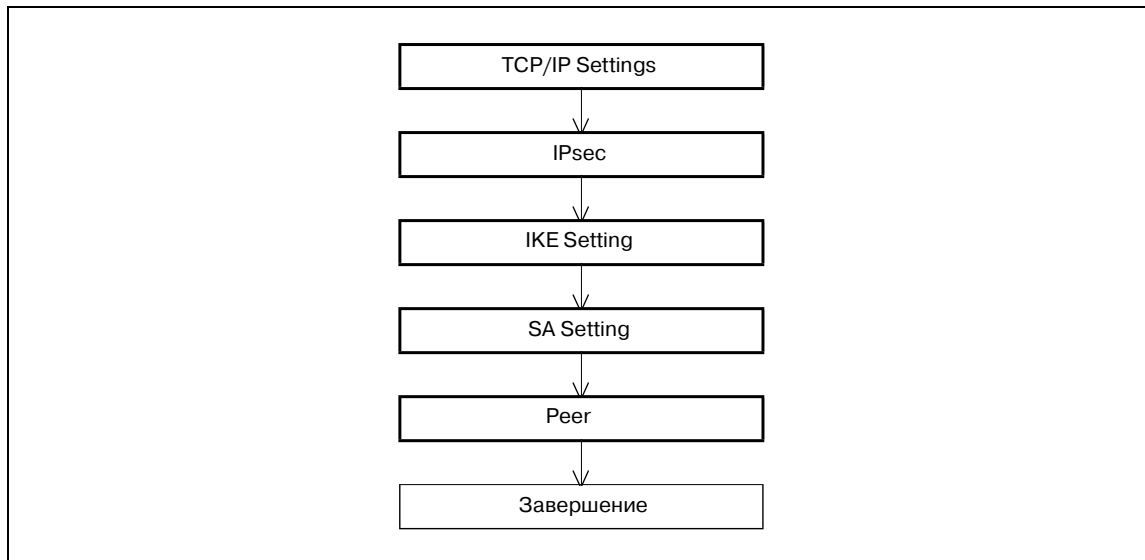 TCP/IP Settings
IPsec
IKE Setting
SA Setting
Peer
Завершение